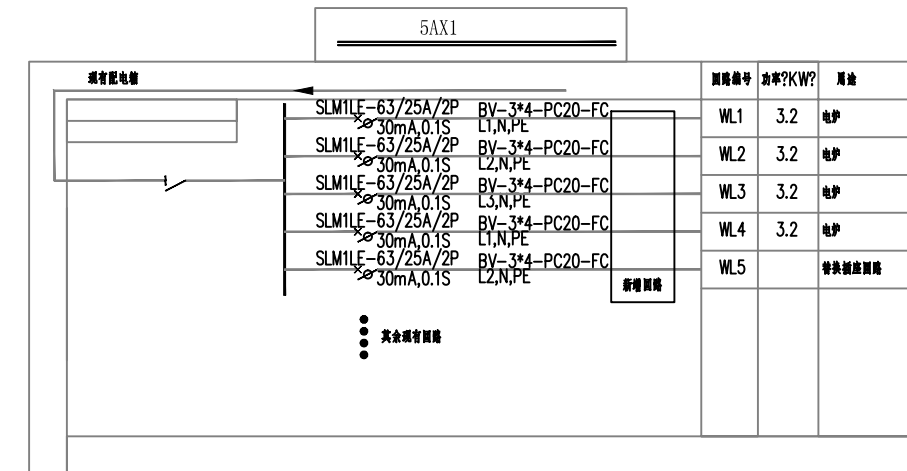 5AX1
现有配电箱
回路编号 功率?KW? 用途
SLM1LE-63/25A/2P BV-3*4-PC20-FC
30mA,0.1S L1,N,PE
WL1 3.2 电炉
SLM1LE-63/25A/2P BV-3*4-PC20-FC
30mA,0.1S L2,N,PE
WL2 3.2 电炉
SLM1LE-63/25A/2P BV-3*4-PC20-FC
30mA,0.1S L3,N,PE
WL3 3.2 电炉
SLM1LE-63/25A/2P BV-3*4-PC20-FC
30mA,0.1S L1,N,PE
WL4 3.2 电炉
SLM1LE-63/25A/2P BV-3*4-PC20-FC
30mA,0.1S L2,N,PE
WL5 替换插座回路
新增回路
其余现有回路